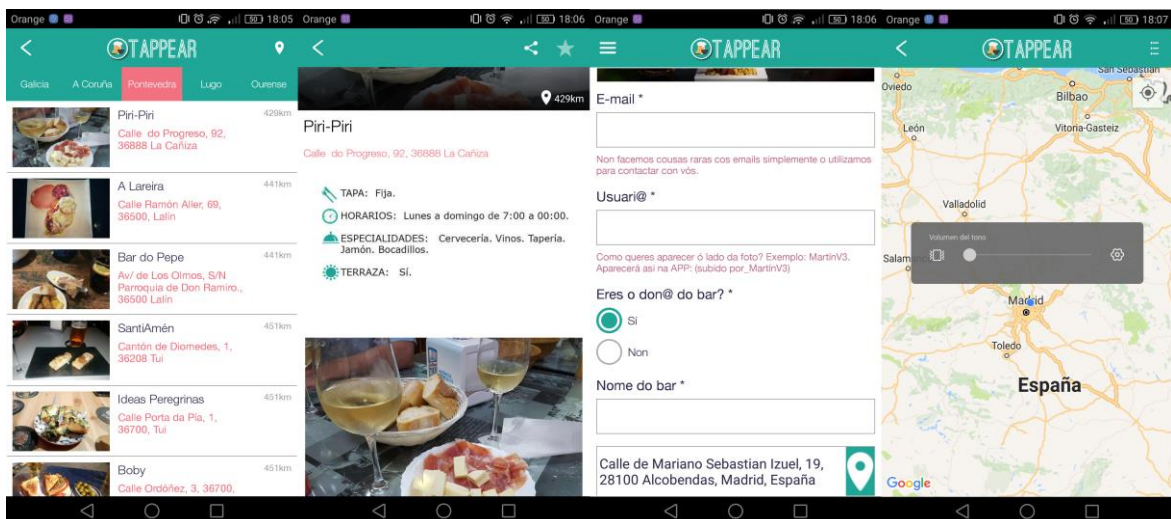 Orange
50 18:05
TAPPEAR
Galicia
A Coruña
Pontevedra
Lugo
Ourense
Piri-Piri
429km
Calle do Progreso, 92,
36888 La Cañiza
A Lareira
441km
Calle Ramón Aller, 69,
36500, Lalín
Bar do Pepe
441km
Av/ de Los Olmos, S/N
Parroquia de Don Ramiro.,
36500 Lalín
SantiAmén
451km
Cantón de Diomedes, 1,
36208 Tui
Ideas Peregrinas
451km
Calle Porta da Pía, 1,
36700, Tui
Boby
451km
Calle Ordóñez, 3, 36700,
Orange
50 18:06
429km
Piri-Piri
Calle do Progreso, 92, 36888 La Cañiza
TAPA: Fija.
HORARIOS: Lunes a domingo de 7:00 a 00:00.
ESPECIALIDADES: Cervecería. Vinos. Tapería.
Jamón. Bocadillos.
TERRAZA: Sí.
Orange
50 18:06
TAPPEAR
E-mail *
Non facemos cousas raras cos emails simplemente o utilizamos
para contactar con vós.
Usuari@ *
Como queres aparecer ó lado da foto? Exemplo: MartínV3.
Aparecerá asi na APP: (subido por_MartínV3)
Eres o don@ do bar? *
Si
Non
Nome do bar *
Calle de Mariano Sebastian Izuel, 19,
28100 Alcobendas, Madrid, España
Orange
50 18:07
TAPPEAR
San Sebastián
Oviedo
Bilbao
León
Vitoria-Gasteiz
Valladolid
Volumen del tono
Salam
Madrid
Toledo
España
Google